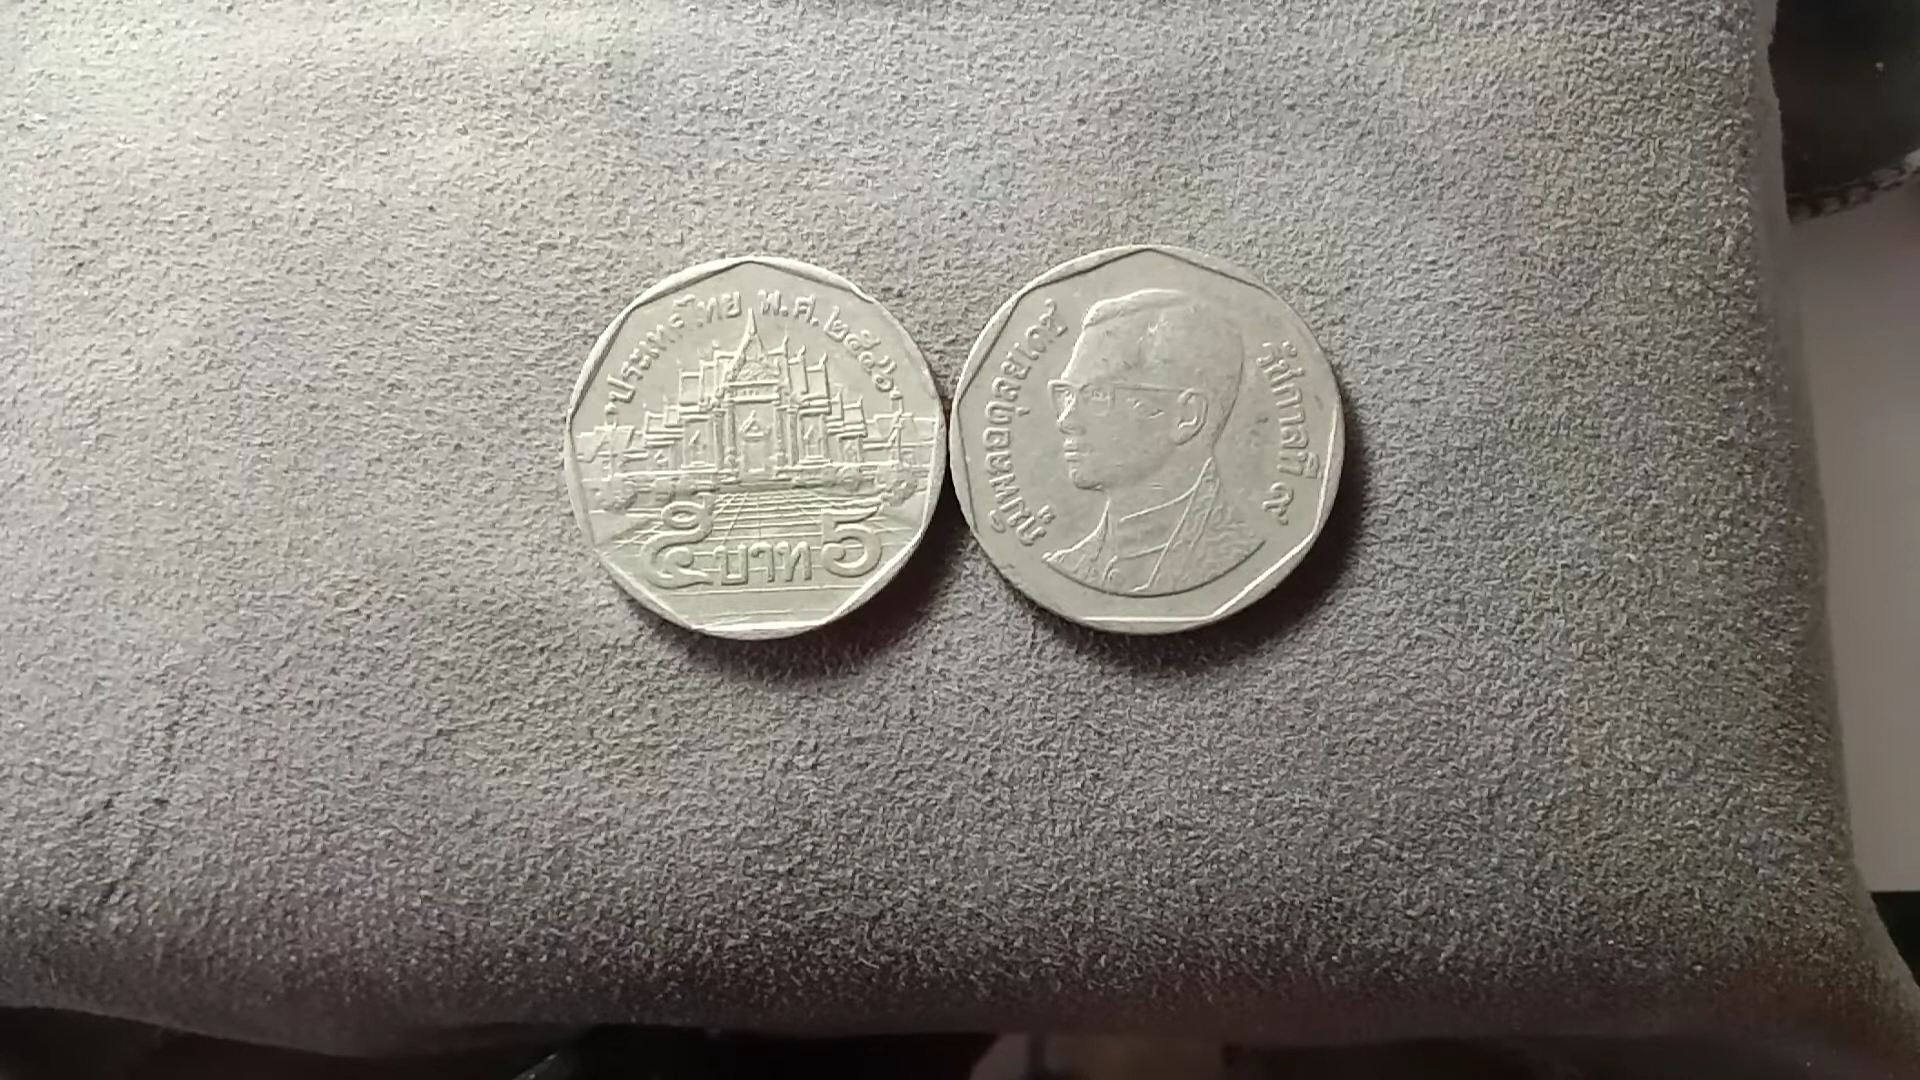 ประเทศไทย พ.ศ. ๒๕๕๐
๕ บาท 5
ภูมิพลอดุลยเดช
รัชกาลที่ ๙